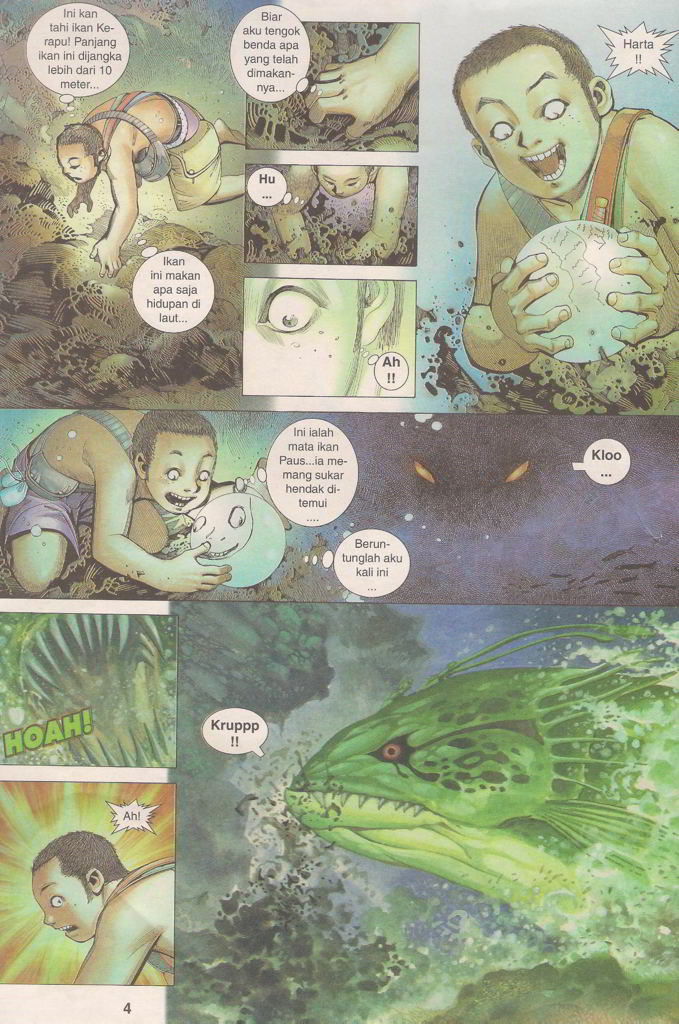 Ini kan
tahi ikan Ke-
rapu! Panjang
ikan ini dijangka
lebih dari 10
meter...
Ikan
ini makan
apa saja
hidupan di
laut...
Biar
aku tengok
benda apa
yang telah
dimakan-
nya...
Hu
...
Ah
!!
Harta
!!
Ini ialah
mata ikan
Paus...ia me-
mang sukar
hendak di-
temui
....
Berun-
tunglah aku
kali ini
...
Kloo
...
HOAH!
Kruppp
!!
Ah!
4